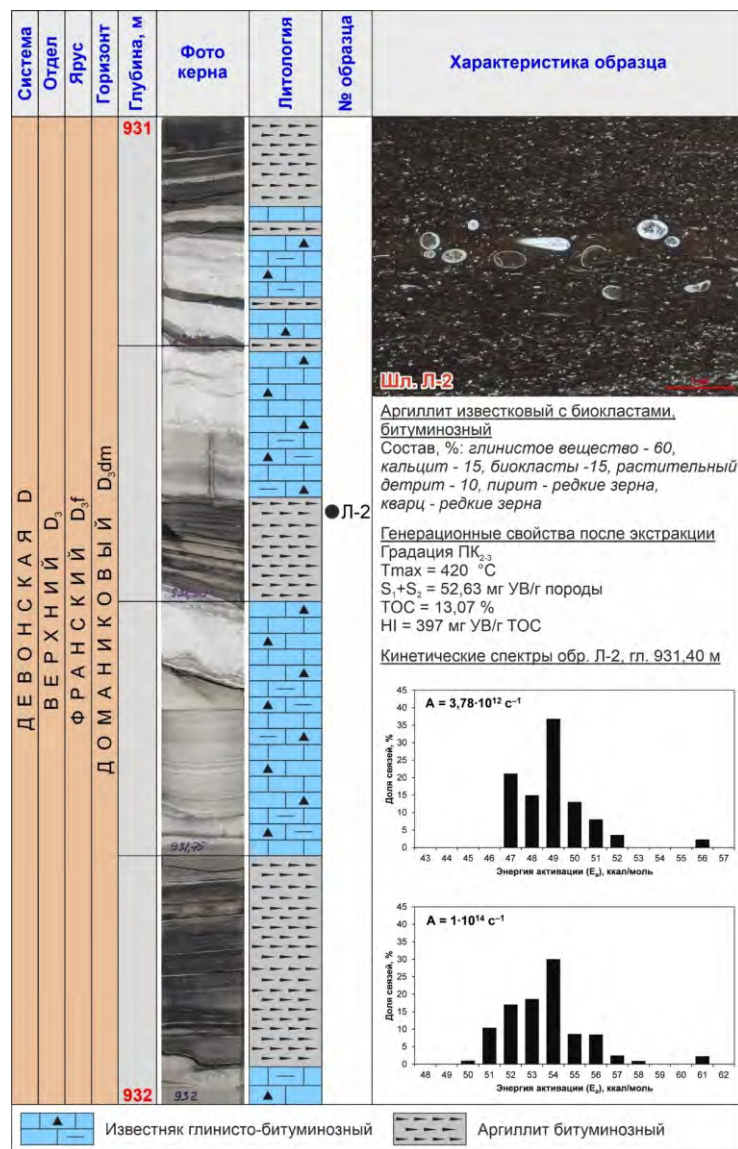 Система
Отдел
Ярус
Горизонт
Глубина, м
Фото
керна
Литология
№ образца
Характеристика образца
ДЕВОНСКАЯ D
ВЕРХНИЙ D₃
ФРАНСКИЙ D₃f
ДОМАНИКОВЫЙ D₃dm
931
931,75
932
932
Л-2
Шл. Л-2
Аргиллит известковый с биокластами,
битуминозный
Состав, %: глинистое вещество - 60,
кальцит - 15, биокласты -15, растительный
детрит - 10, пирит - редкие зерна,
кварц - редкие зерна
Генерационные свойства после экстракции
Градация ПК₂₋₃
Tmax = 420 °C
S₁+S₂ = 52,63 мг УВ/г породы
TOC = 13,07 %
HI = 397 мг УВ/г TOC
Кинетические спектры обр. Л-2, гл. 931,40 м
A = 3,78·10¹² с⁻¹
Доля связей, %
45
40
35
30
25
20
15
10
5
0
43 44 45 46 47 48 49 50 51 52 53 54 55 56 57
Энергия активации (Eₐ), ккал/моль
A = 1·10¹⁴ с⁻¹
Доля связей, %
45
40
35
30
25
20
15
10
5
0
48 49 50 51 52 53 54 55 56 57 58 59 60 61 62
Энергия активации (Eₐ), ккал/моль
Известняк глинисто-битуминозный
Аргиллит битуминозный